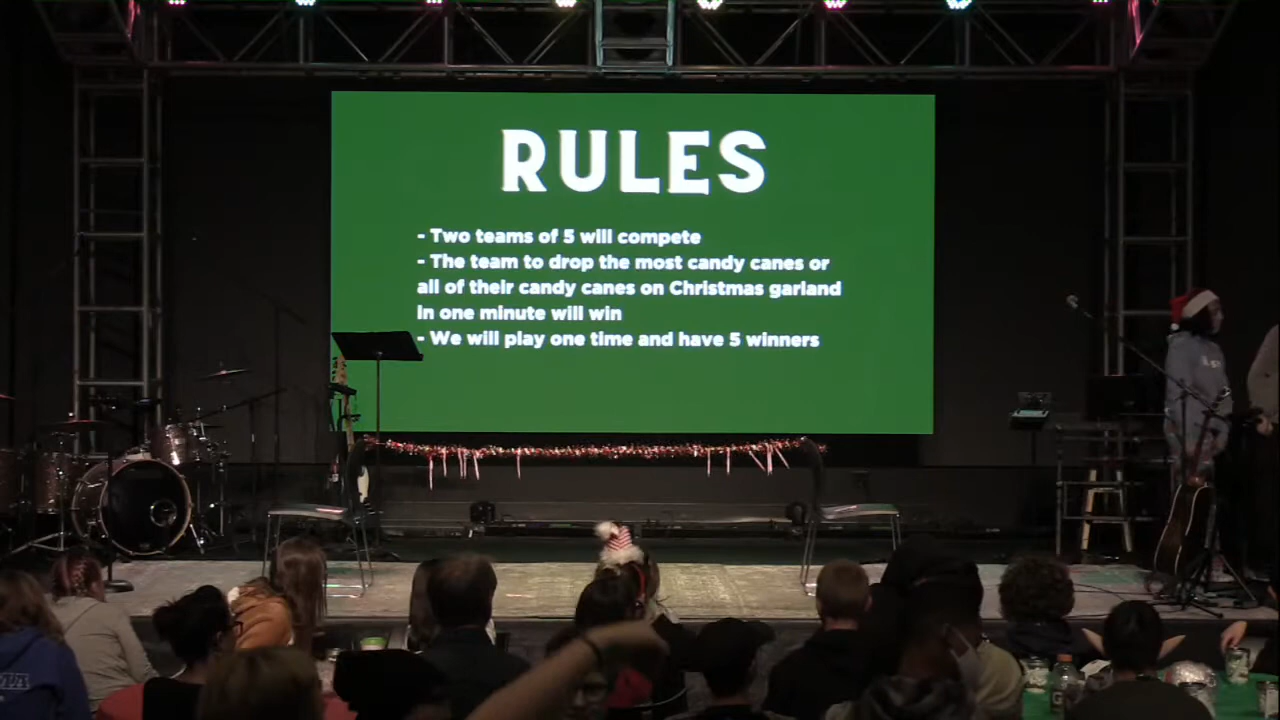 RULES
- Two teams of 5 will compete
- The team to drop the most candy canes or
all of their candy canes on Christmas garland
in one minute will win
- We will play one time and have 5 winners